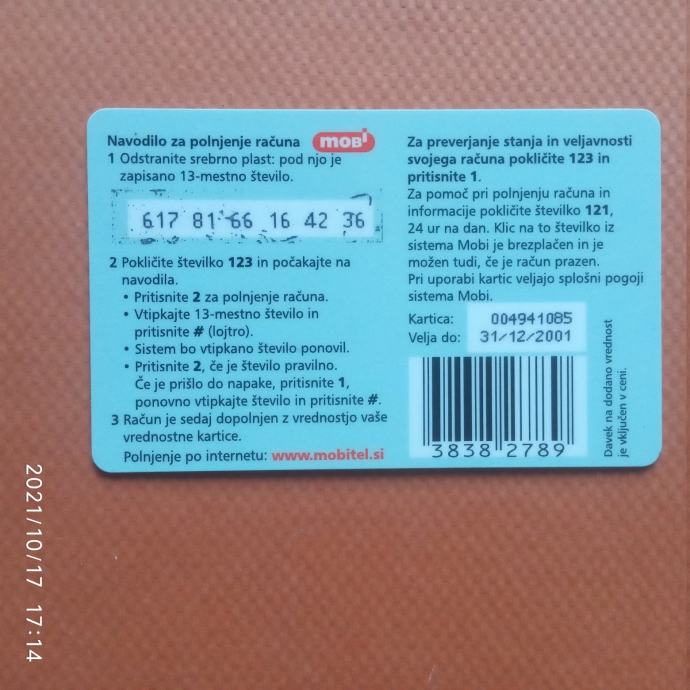 Navodilo za polnjenje računa mobi
1 Odstranite srebrno plast: pod njo je
zapisano 13-mestno število.
617 81 66 16 42 36
2 Pokličite številko 123 in počakajte na
navodila.
• Pritisnite 2 za polnjenje računa.
• Vtipkajte 13-mestno število in
pritisnite # (lojtro).
• Sistem bo vtipkano število ponovil.
• Pritisnite 2, če je število pravilno.
Če je prišlo do napake, pritisnite 1,
ponovno vtipkajte število in pritisnite #.
3 Račun je sedaj dopolnjen z vrednostjo vaše
vrednostne kartice.
Polnjenje po internetu: www.mobitel.si
Za preverjanje stanja in veljavnosti
svojega računa pokličite 123 in
pritisnite 1.
Za pomoč pri polnjenju računa in
informacije pokličite številko 121,
24 ur na dan. Klic na to številko iz
sistema Mobi je brezplačen in je
možen tudi, če je račun prazen.
Pri uporabi kartic veljajo splošni pogoji
sistema Mobi.
Kartica: 004941085
Velja do: 31/12/2001
3838 2789
Davek na dodano vrednost
je vključen v ceni.
2021/10/17 17:14